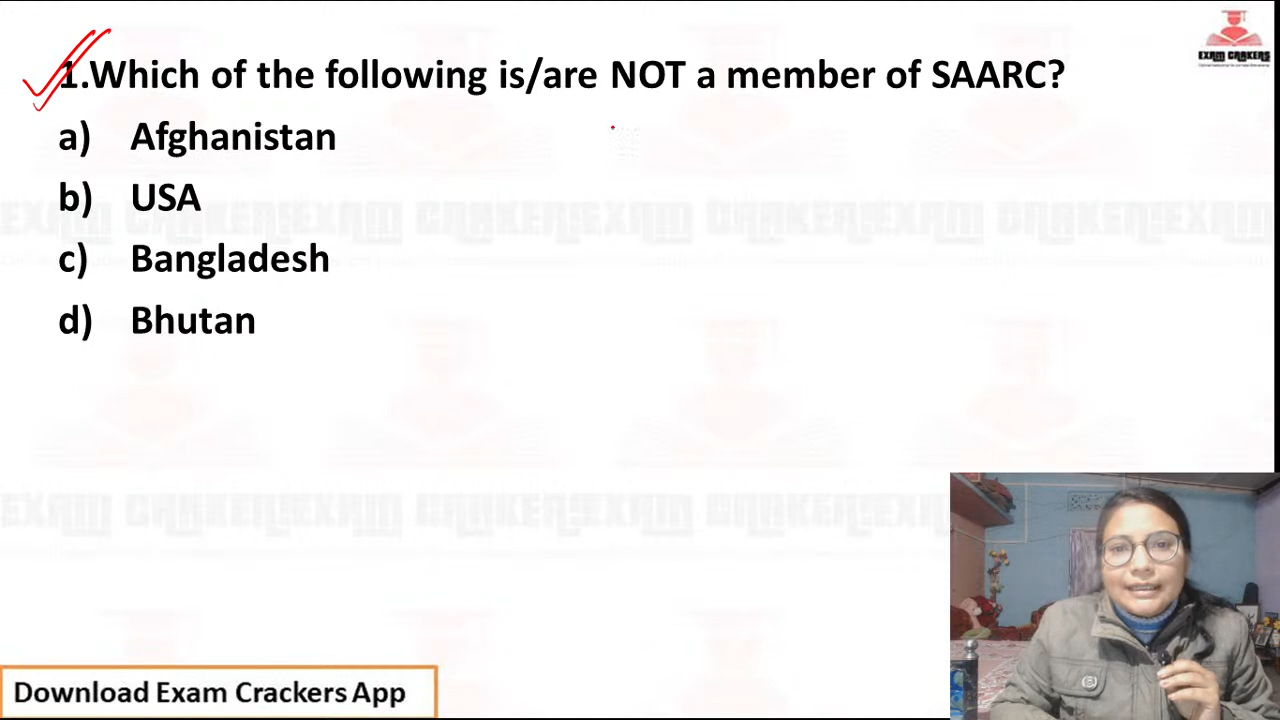 EXAM CRAKERS
1.Which of the following is/are NOT a member of SAARC?
a) Afghanistan
b) USA
c) Bangladesh
d) Bhutan
Download Exam Crackers App